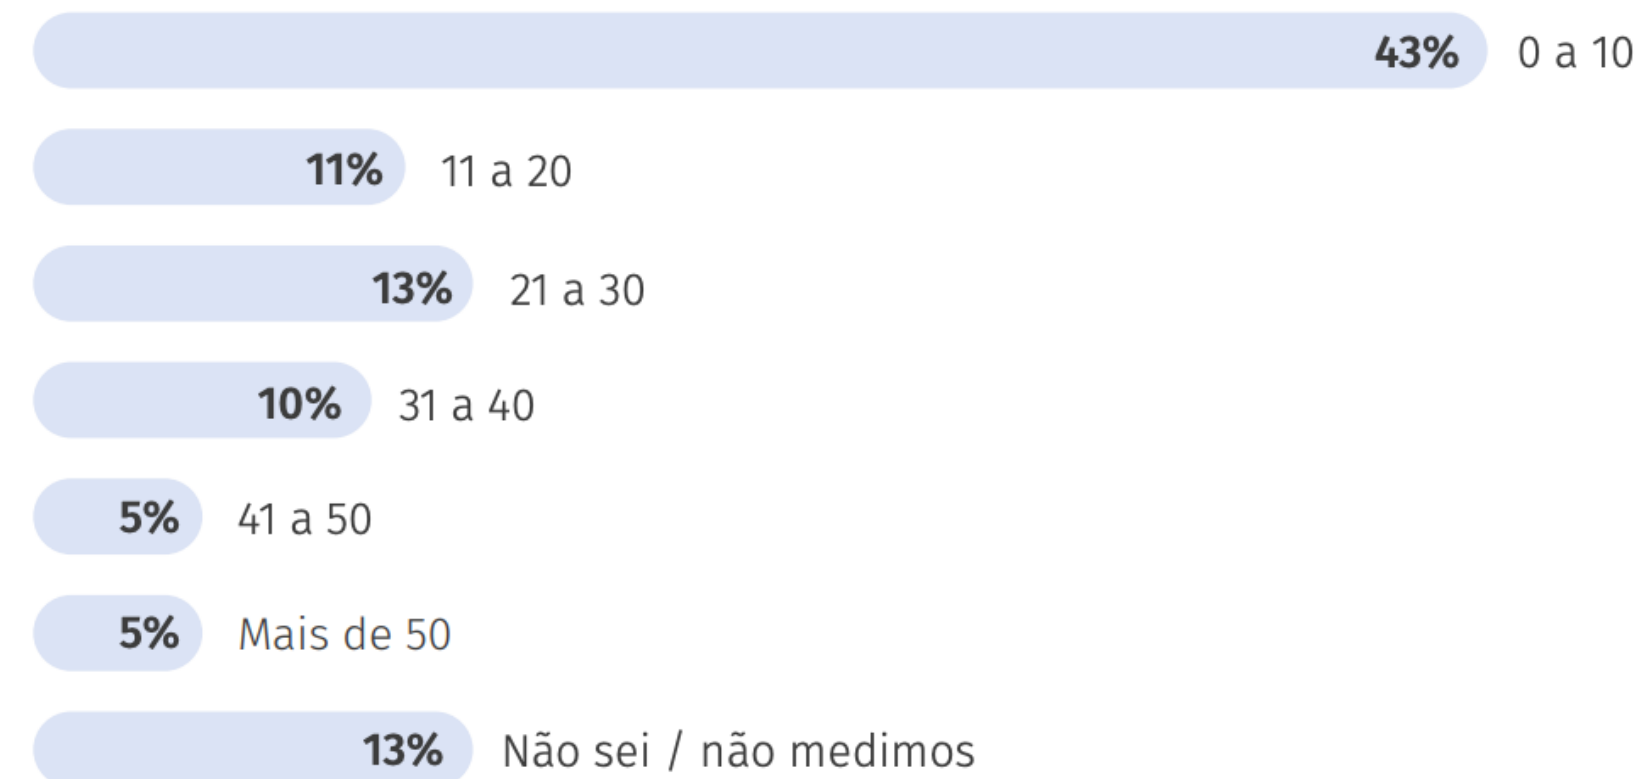 43% 0 a 10
11% 11 a 20
13% 21 a 30
10% 31 a 40
5% 41 a 50
5% Mais de 50
13% Não sei / não medimos